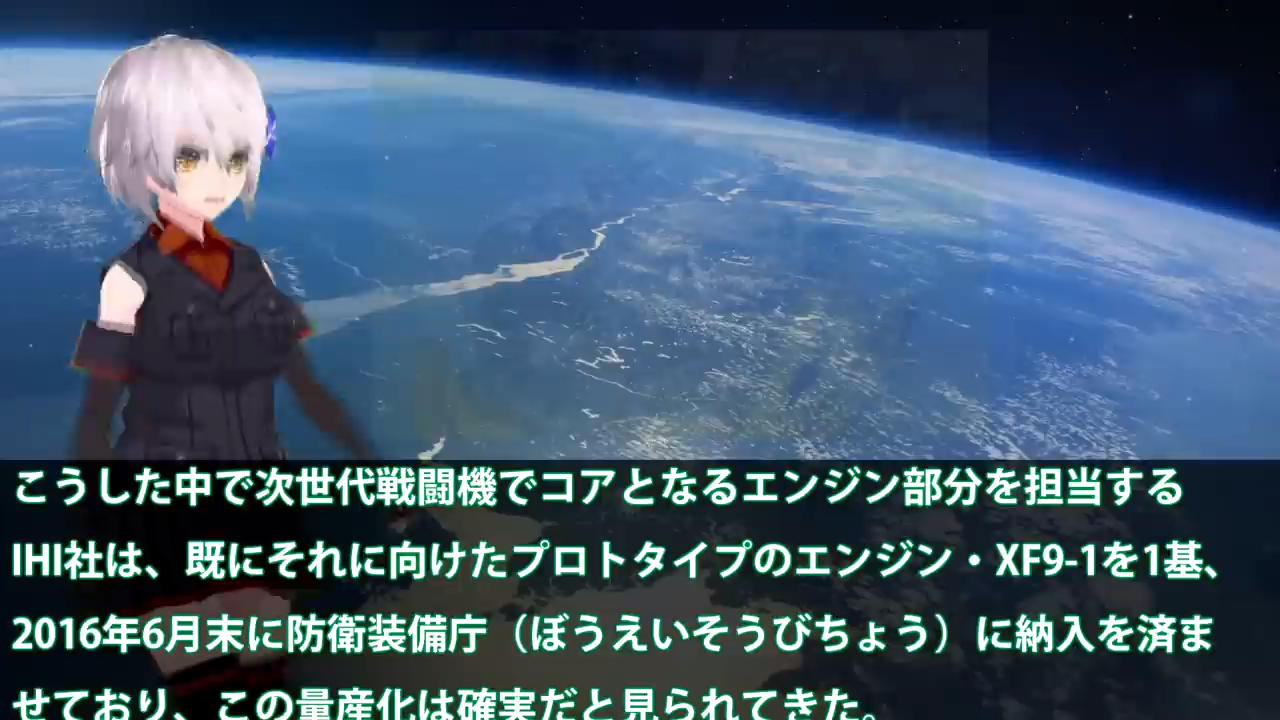 こうした中で次世代戦闘機でコアとなるエンジン部分を担当する
IHI社は、既にそれに向けたプロトタイプのエンジン・XF9-1を1基、
2016年6月末に防衛装備庁（ぼうえいそうびちょう）に納入を済ま
せており、この量産化は確実だと見られてきた。